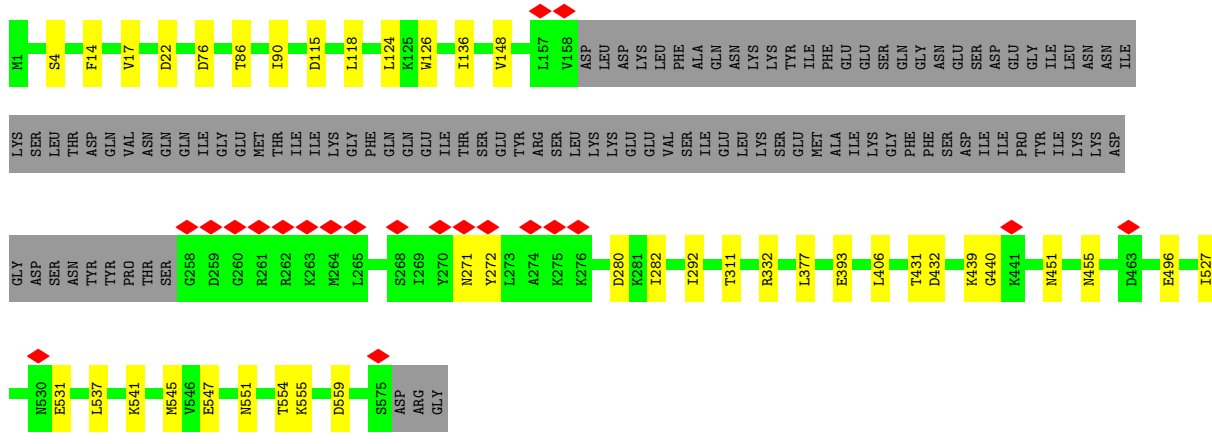 M1 S4 F14 V17 D22 D76 T86 I90 D115 L118 L124 K125 W126 I136 V148 L157 V158 ASP LEU ASP LYS LEU PHE ALA GLN ASN LYS LYS TYR ILE PHE GLU GLU SER GLN GLY ASN GLU SER ASP GLU GLY ILE LEU ASN ASN ILE
LYS SER LEU THR ASP GLN VAL ASN GLN GLN ILE GLY GLU MET THR ILE ILE LYS GLY PHE GLN GLN GLU ILE THR SER GLU TYR ARG SER LEU LYS LYS GLU GLU VAL SER ILE GLU LEU LYS SER GLU MET ALA ILE LYS GLY PHE PHE SER ASP ILE ILE PRO TYR ILE LYS LYS ASP
GLY ASP SER ASN TYR TYR PRO THR SER G258 D259 G260 R261 R262 K263 M264 L265 S268 I269 Y270 N271 Y272 L273 A274 K275 K276 D280 K281 I282 I292 T311 R332 L377 E393 L406 T431 D432 K439 G440 K441 N451 N455 D463 E496 I527
N530 E531 L537 K541 M545 V546 E547 N551 T554 K555 D559 S575 ASP ARG GLY